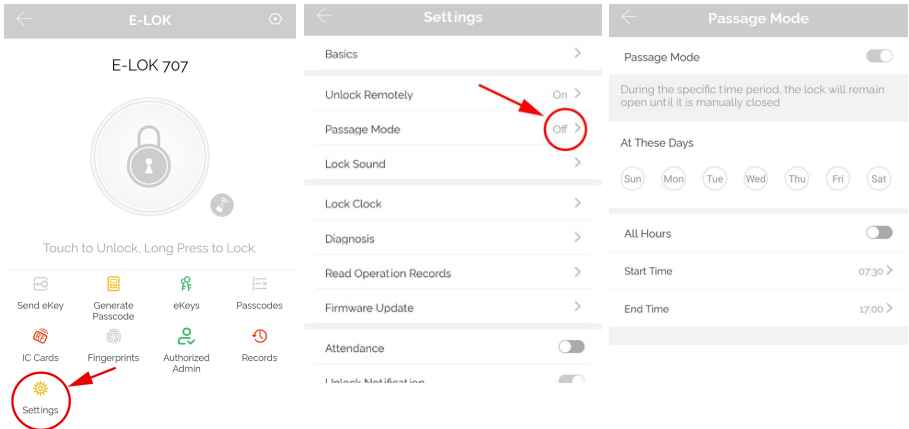 E-LOK
E-LOK 707
Touch to Unlock, Long Press to Lock.
Send eKey
Generate
Passcode
eKeys
Passcodes
IC Cards
Fingerprints
Authorized
Admin
Records
Settings
Settings
Basics
Unlock Remotely On
Passage Mode Off
Lock Sound
Lock Clock
Diagnosis
Read Operation Records
Firmware Update
Attendance
Unlock Notification
Passage Mode
Passage Mode
During the specific time period, the lock will remain
open until it is manually closed
At These Days
Sun Mon Tue Wed Thu Fri Sat
All Hours
Start Time 07:30
End Time 17:00